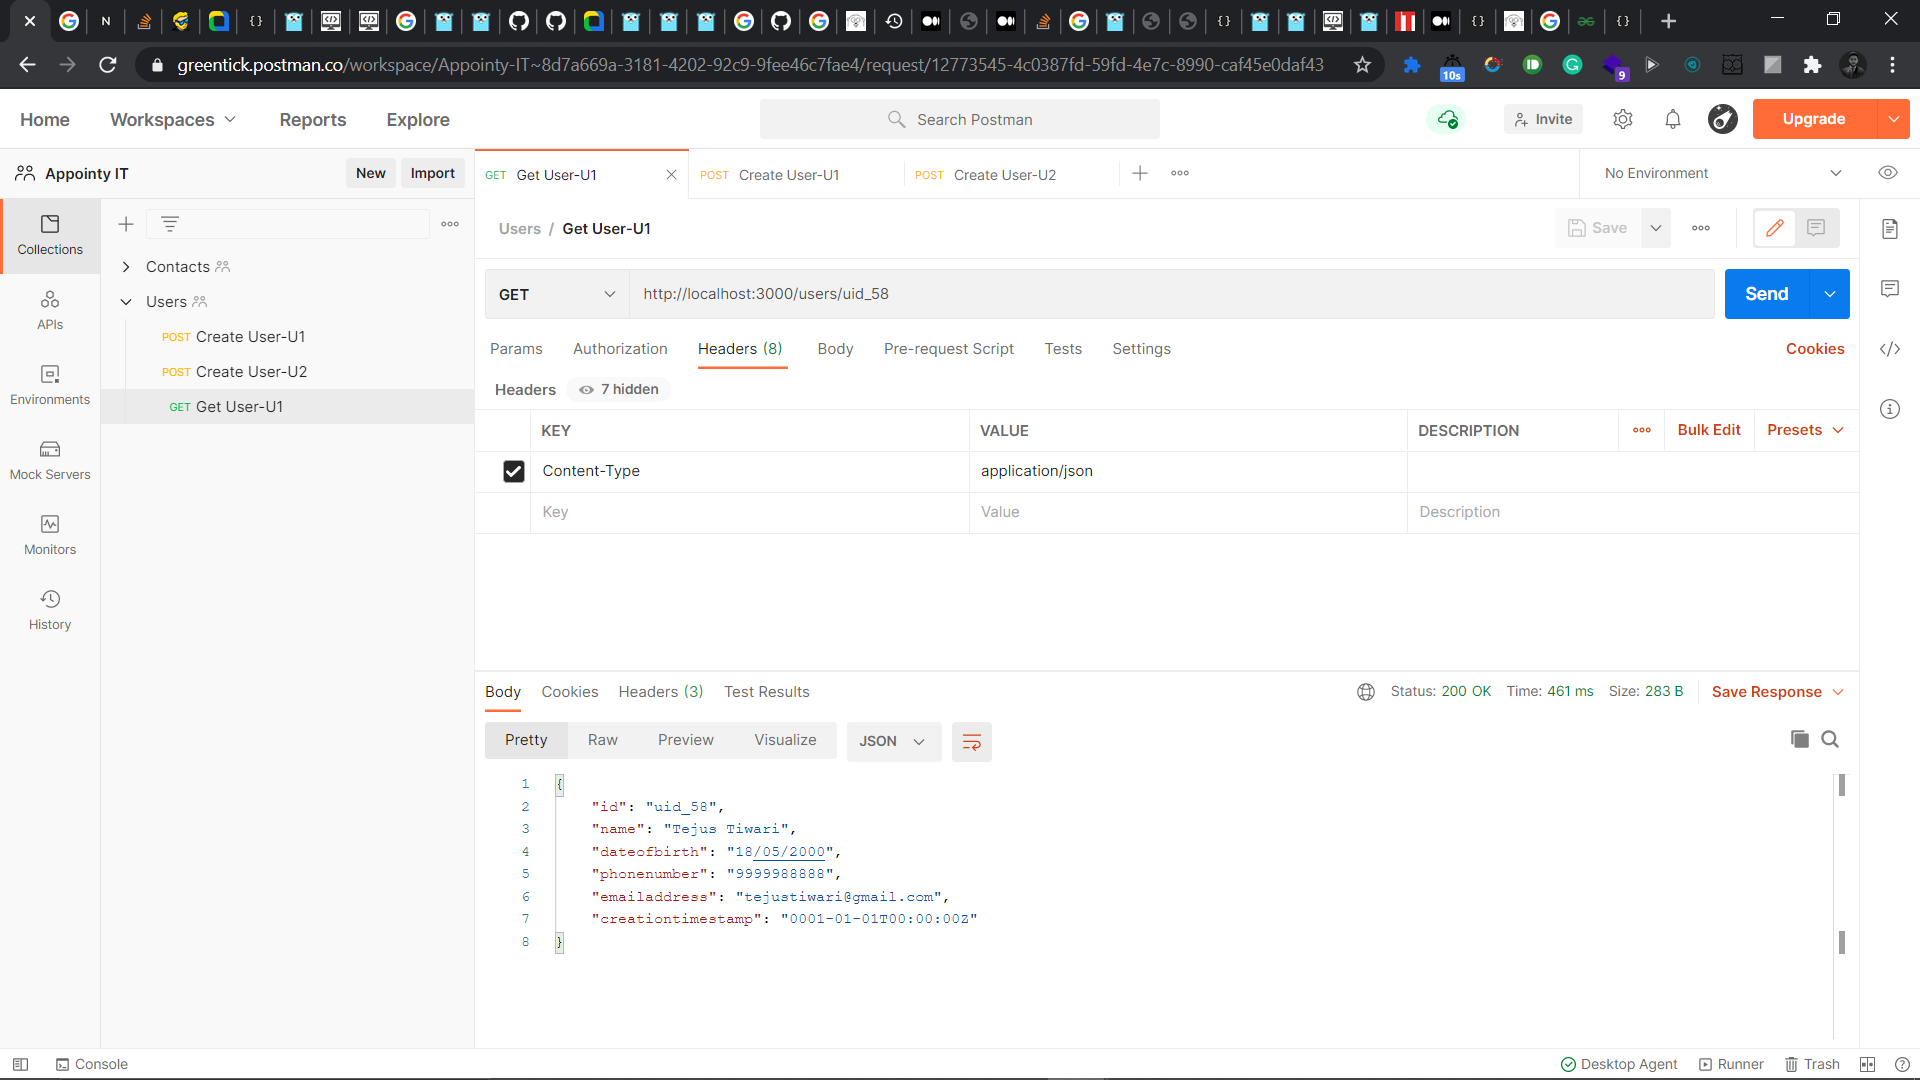 greentick.postman.co/workspace/Appointy-IT~8d7a669a-3181-4202-92c9-9fee46c7fae4/request/12773545-4c0387fd-59fd-4e7c-8990-caf45e0daf43
10s
9
Home Workspaces Reports Explore
Search Postman
Invite
Upgrade
Appointy IT
New Import
GET Get User-U1
POST Create User-U1
POST Create User-U2
No Environment
Collections
APIs
Environments
Mock Servers
Monitors
History
Contacts
Users
POST Create User-U1
POST Create User-U2
GET Get User-U1
Users / Get User-U1
Save
GET http://localhost:3000/users/uid_58
Send
Params Authorization Headers (8) Body Pre-request Script Tests Settings Cookies
Headers 7 hidden
KEY VALUE DESCRIPTION Bulk Edit Presets
Content-Type application/json
Key Value Description
Body Cookies Headers (3) Test Results
Status: 200 OK Time: 461 ms Size: 283 B Save Response
Pretty Raw Preview Visualize JSON
1 {
2 "id": "uid_58",
3 "name": "Tejus Tiwari",
4 "dateofbirth": "18/05/2000",
5 "phonenumber": "9999988888",
6 "emailaddress": "tejustiwari@gmail.com",
7 "creationtimestamp": "0001-01-01T00:00:00Z"
8 }
Console
Desktop Agent Runner Trash